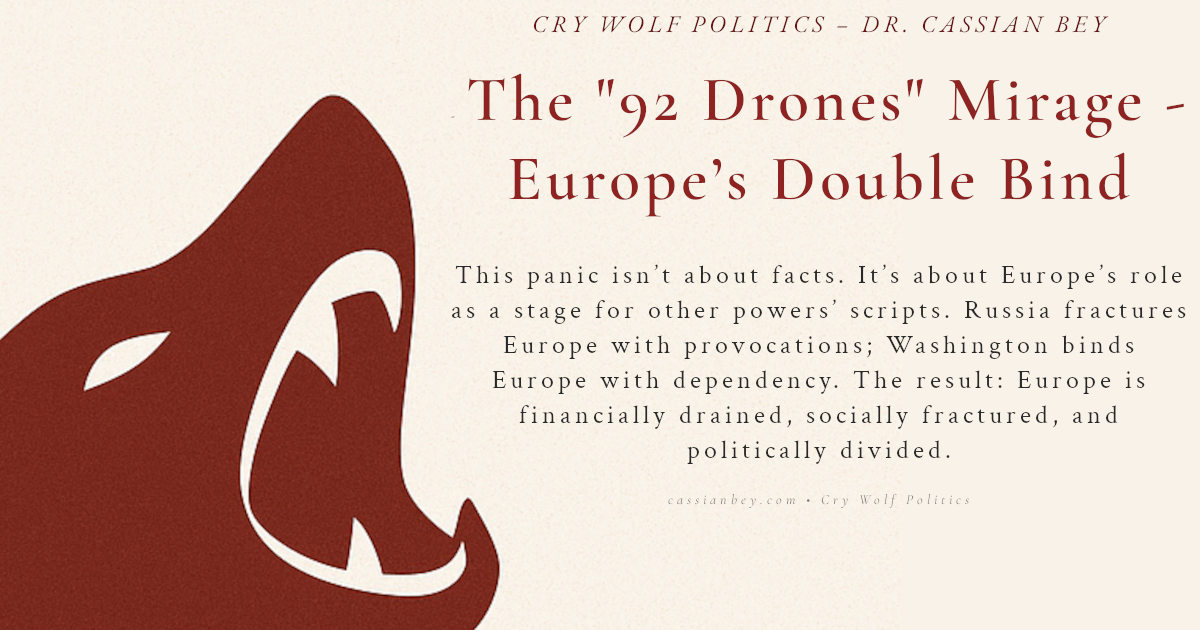 CRY WOLF POLITICS – DR. CASSIAN BEY
The "92 Drones" Mirage -
Europe’s Double Bind
This panic isn’t about facts. It’s about Europe’s role
as a stage for other powers’ scripts. Russia fractures
Europe with provocations; Washington binds
Europe with dependency. The result: Europe is
financially drained, socially fractured, and
politically divided.
cassianbey.com • Cry Wolf Politics